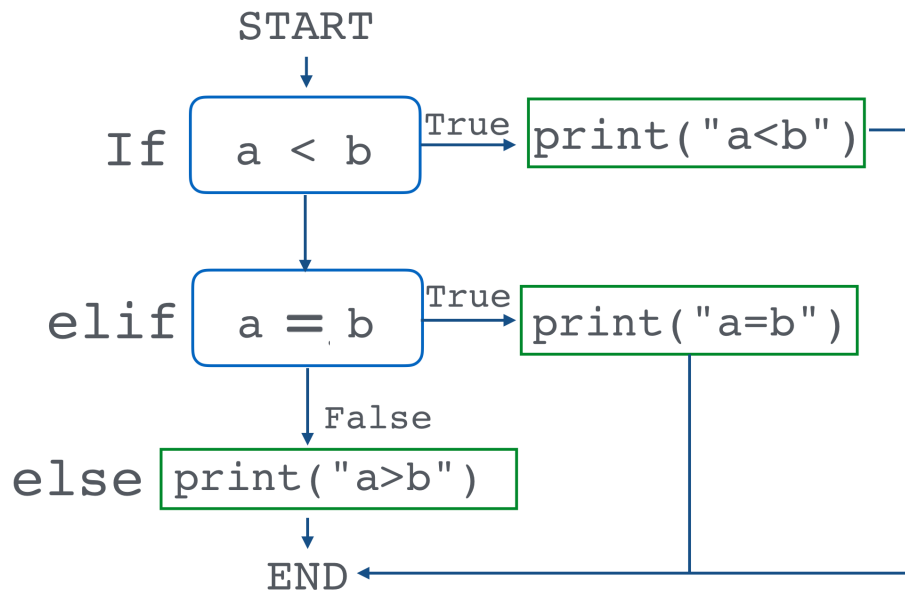 START
If a < b True print("a<b")
elif a = b True print("a=b")
False
else print("a>b")
END